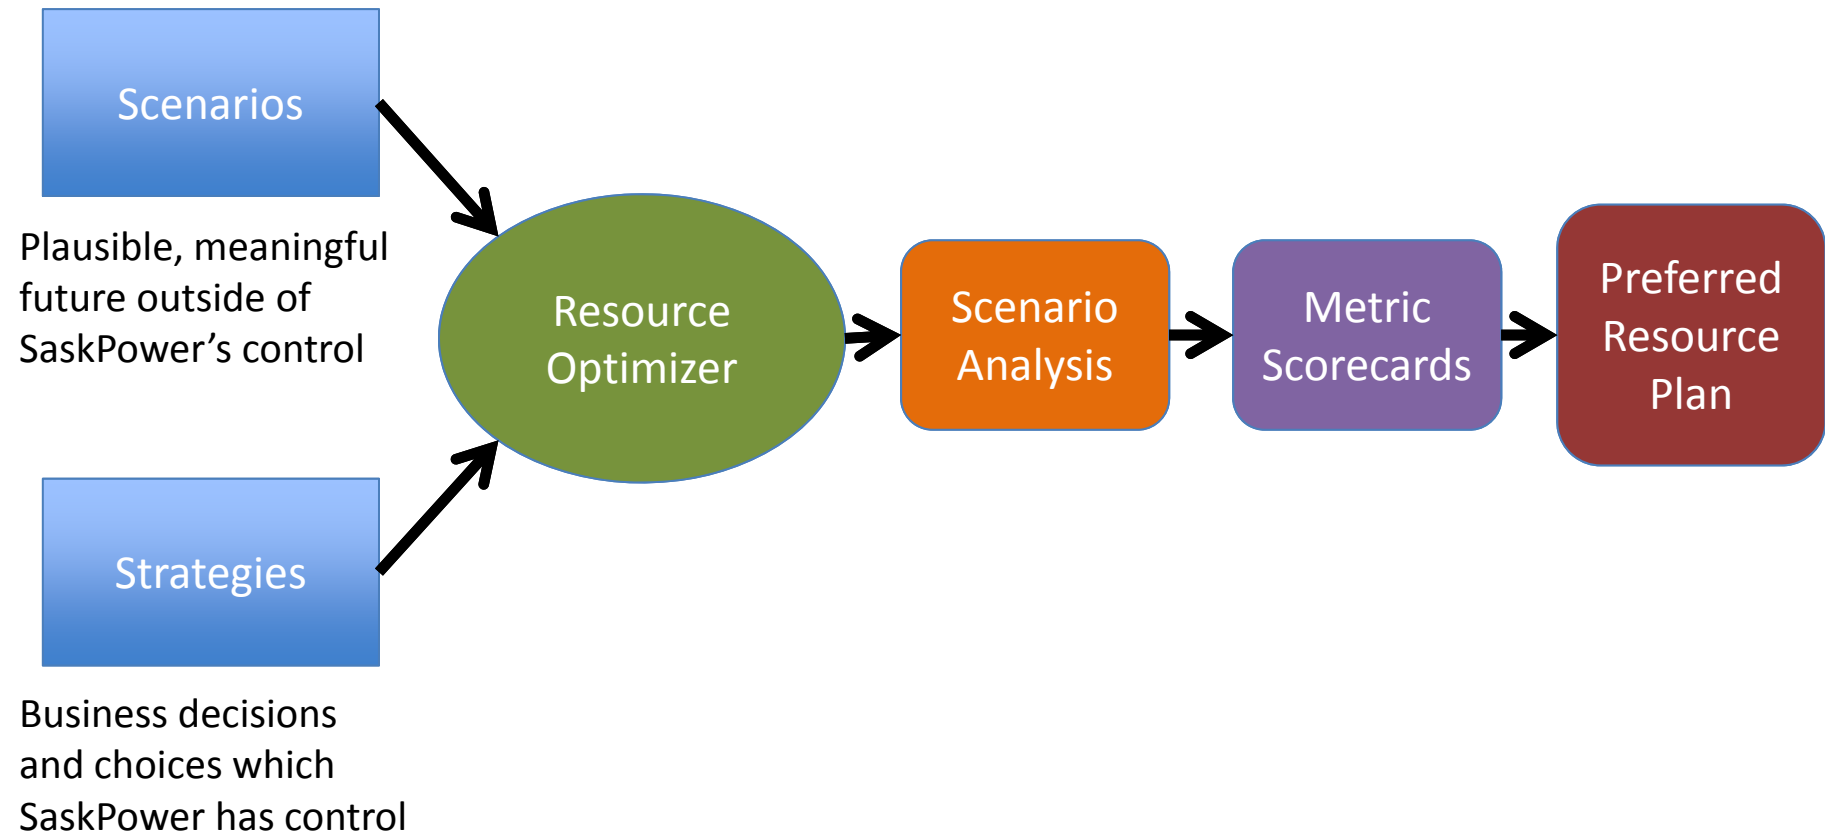 Scenarios
Plausible, meaningful
future outside of
SaskPower’s control
Strategies
Business decisions
and choices which
SaskPower has control
Resource
Optimizer
Scenario
Analysis
Metric
Scorecards
Preferred
Resource
Plan